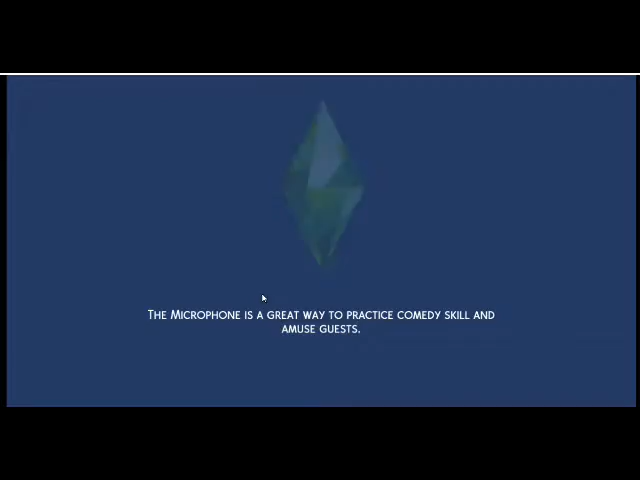 THE MICROPHONE IS A GREAT WAY TO PRACTICE COMEDY SKILL AND
AMUSE GUESTS.